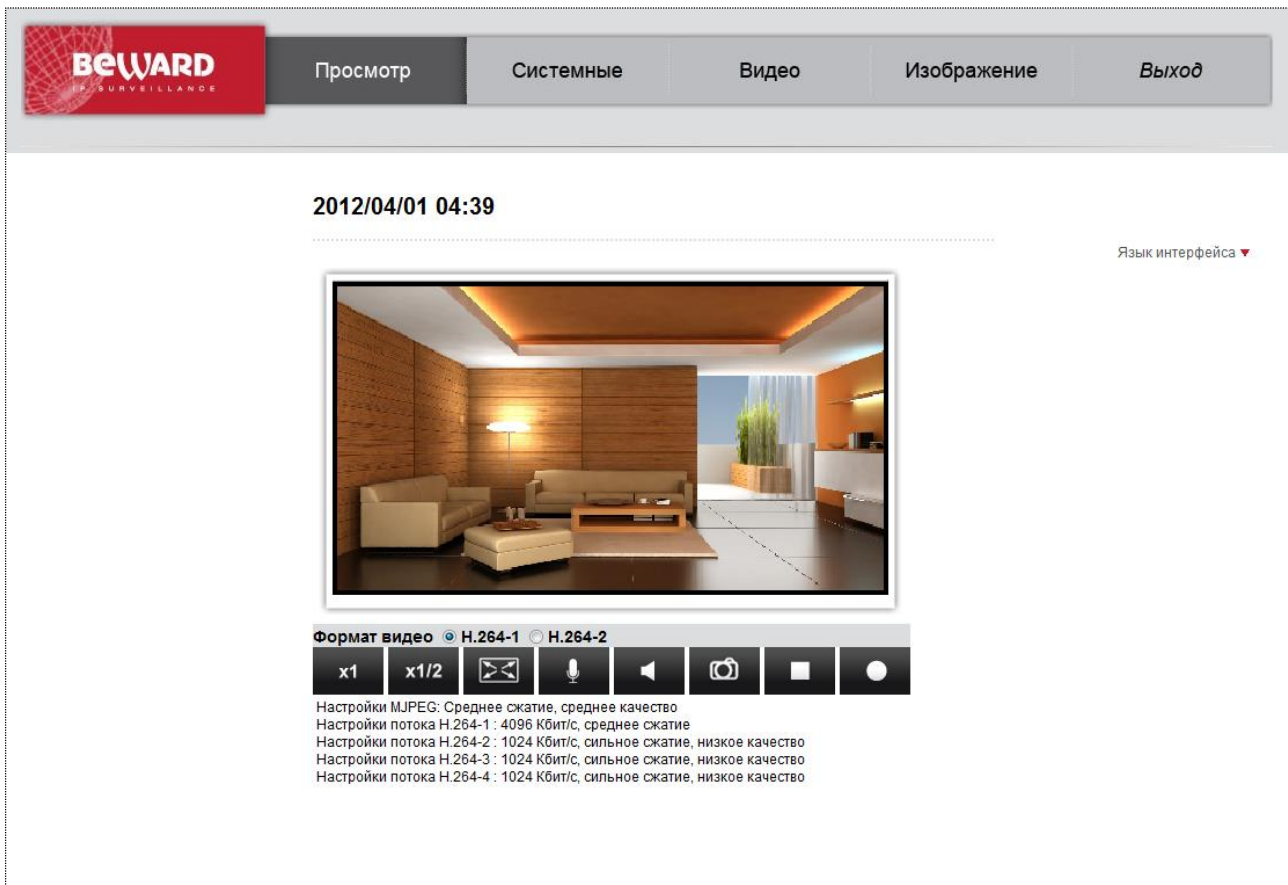 BEWARD
IP SURVEILLANCE
Просмотр
Системные
Видео
Изображение
Выход
2012/04/01 04:39
Язык интерфейса
Формат видео H.264-1 H.264-2
x1 x1/2
Настройки MJPEG: Среднее сжатие, среднее качество
Настройки потока H.264-1 : 4096 Кбит/с, среднее сжатие
Настройки потока H.264-2 : 1024 Кбит/с, сильное сжатие, низкое качество
Настройки потока H.264-3 : 1024 Кбит/с, сильное сжатие, низкое качество
Настройки потока H.264-4 : 1024 Кбит/с, сильное сжатие, низкое качество